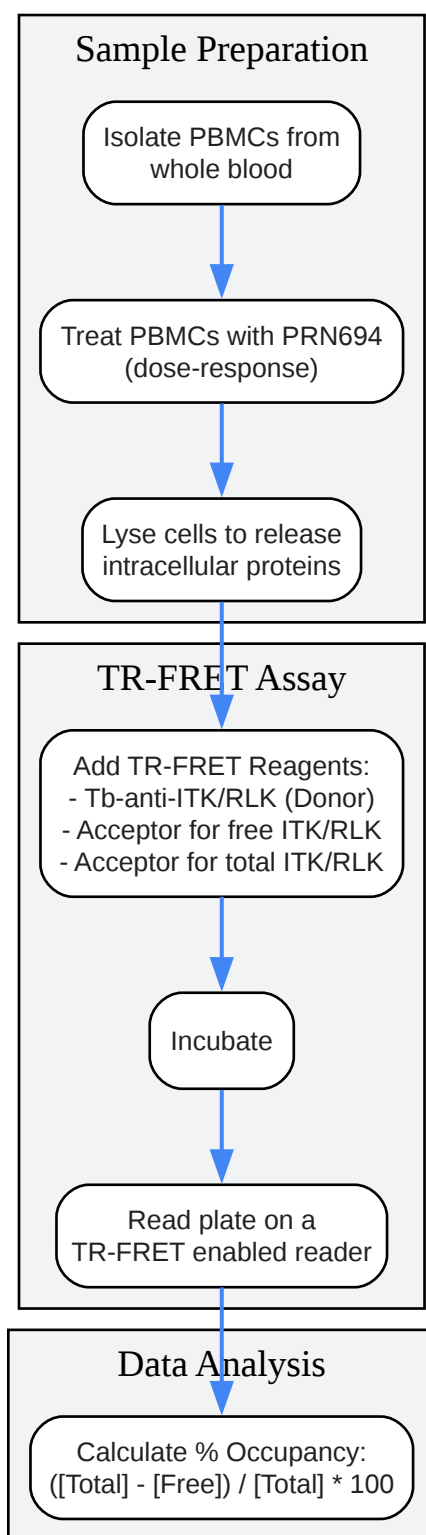 Sample Preparation
Isolate PBMCs from
whole blood
Treat PBMCs with PRN694
(dose-response)
Lyse cells to release
intracellular proteins
TR-FRET Assay
Add TR-FRET Reagents:
- Tb-anti-ITK/RLK (Donor)
- Acceptor for free ITK/RLK
- Acceptor for total ITK/RLK
Incubate
Read plate on a
TR-FRET enabled reader
Data Analysis
Calculate % Occupancy:
([Total] - [Free]) / [Total] * 100